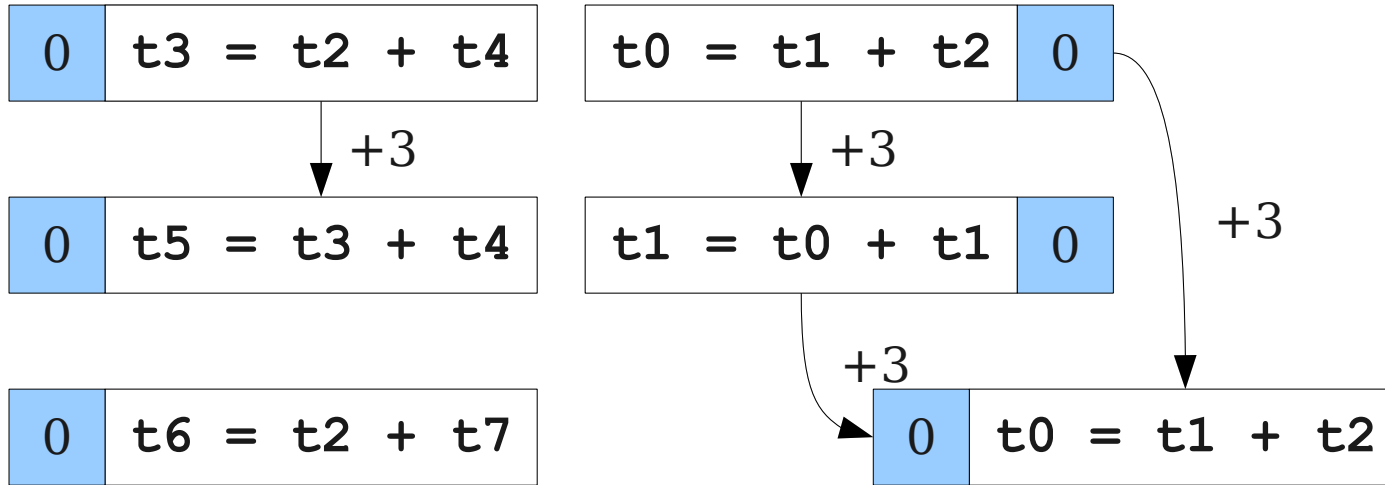 0 t3 = t2 + t4 t0 = t1 + t2 0
+3 +3
+3
0 t5 = t3 + t4 t1 = t0 + t1 0
+3
0 t6 = t2 + t7 0 t0 = t1 + t2